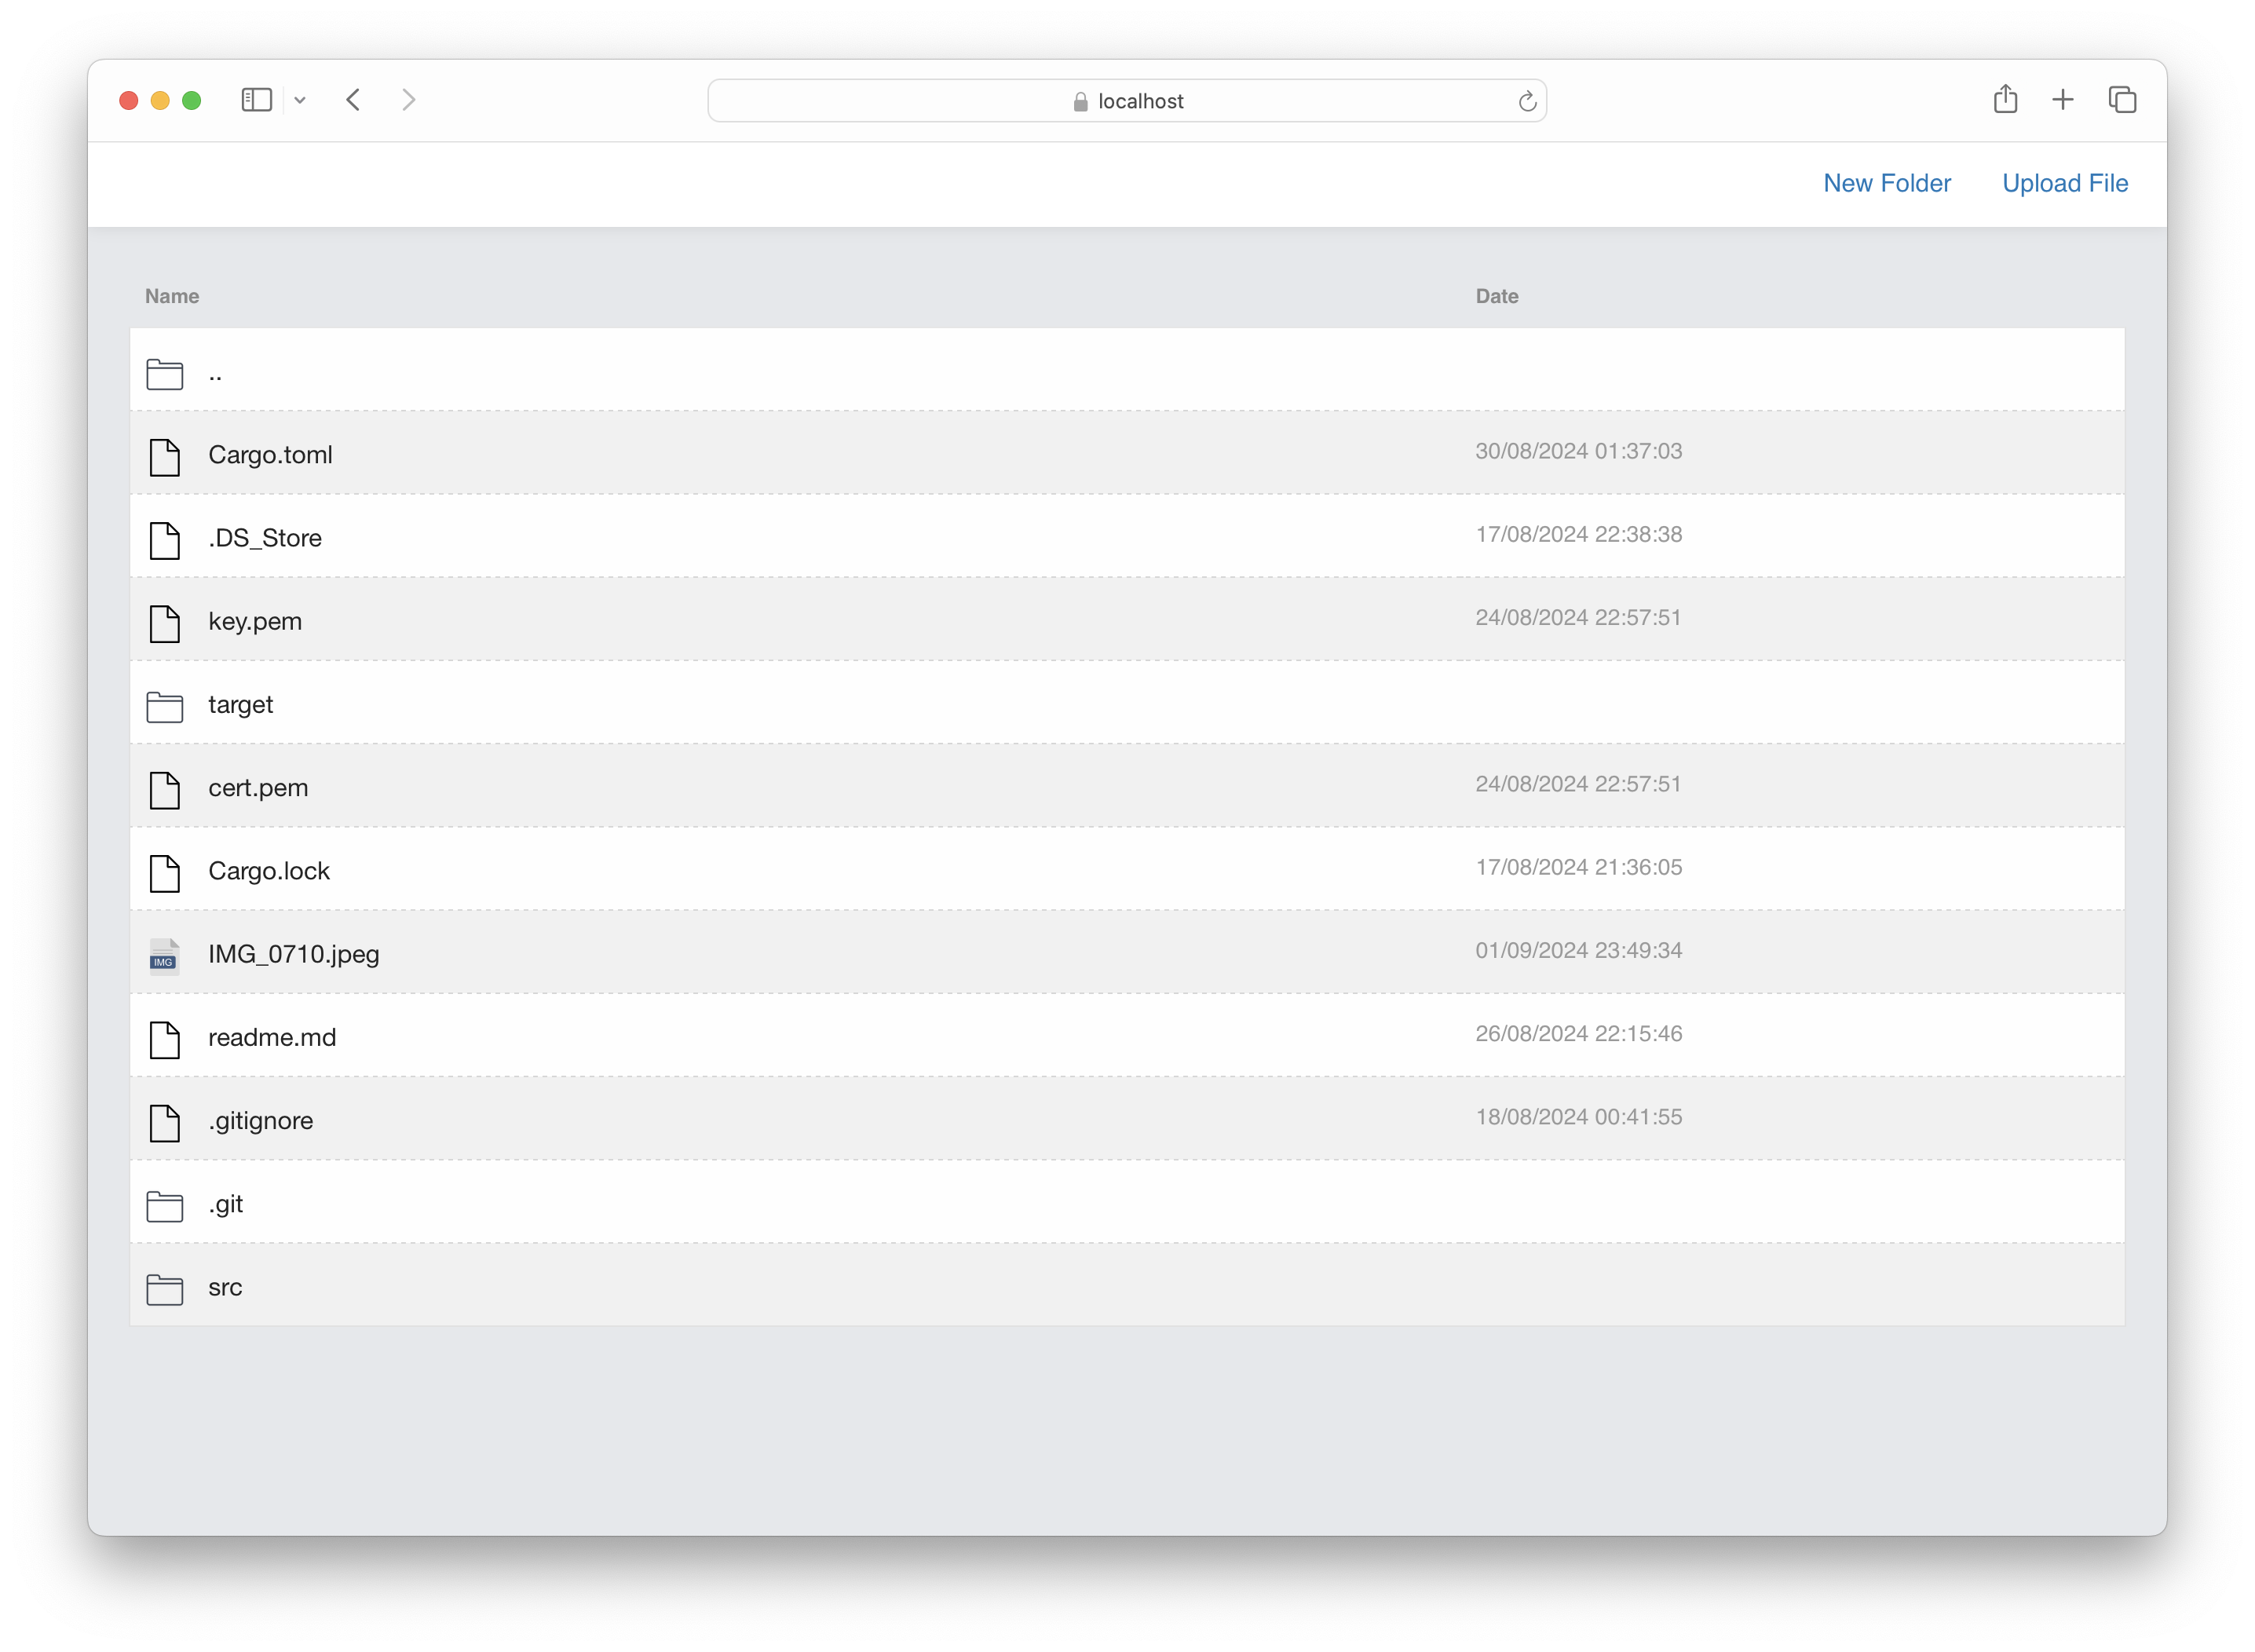 localhost
New Folder Upload File
Name Date
..
Cargo.toml 30/08/2024 01:37:03
.DS_Store 17/08/2024 22:38:38
key.pem 24/08/2024 22:57:51
target
cert.pem 24/08/2024 22:57:51
Cargo.lock 17/08/2024 21:36:05
IMG IMG_0710.jpeg 01/09/2024 23:49:34
readme.md 26/08/2024 22:15:46
.gitignore 18/08/2024 00:41:55
.git
src